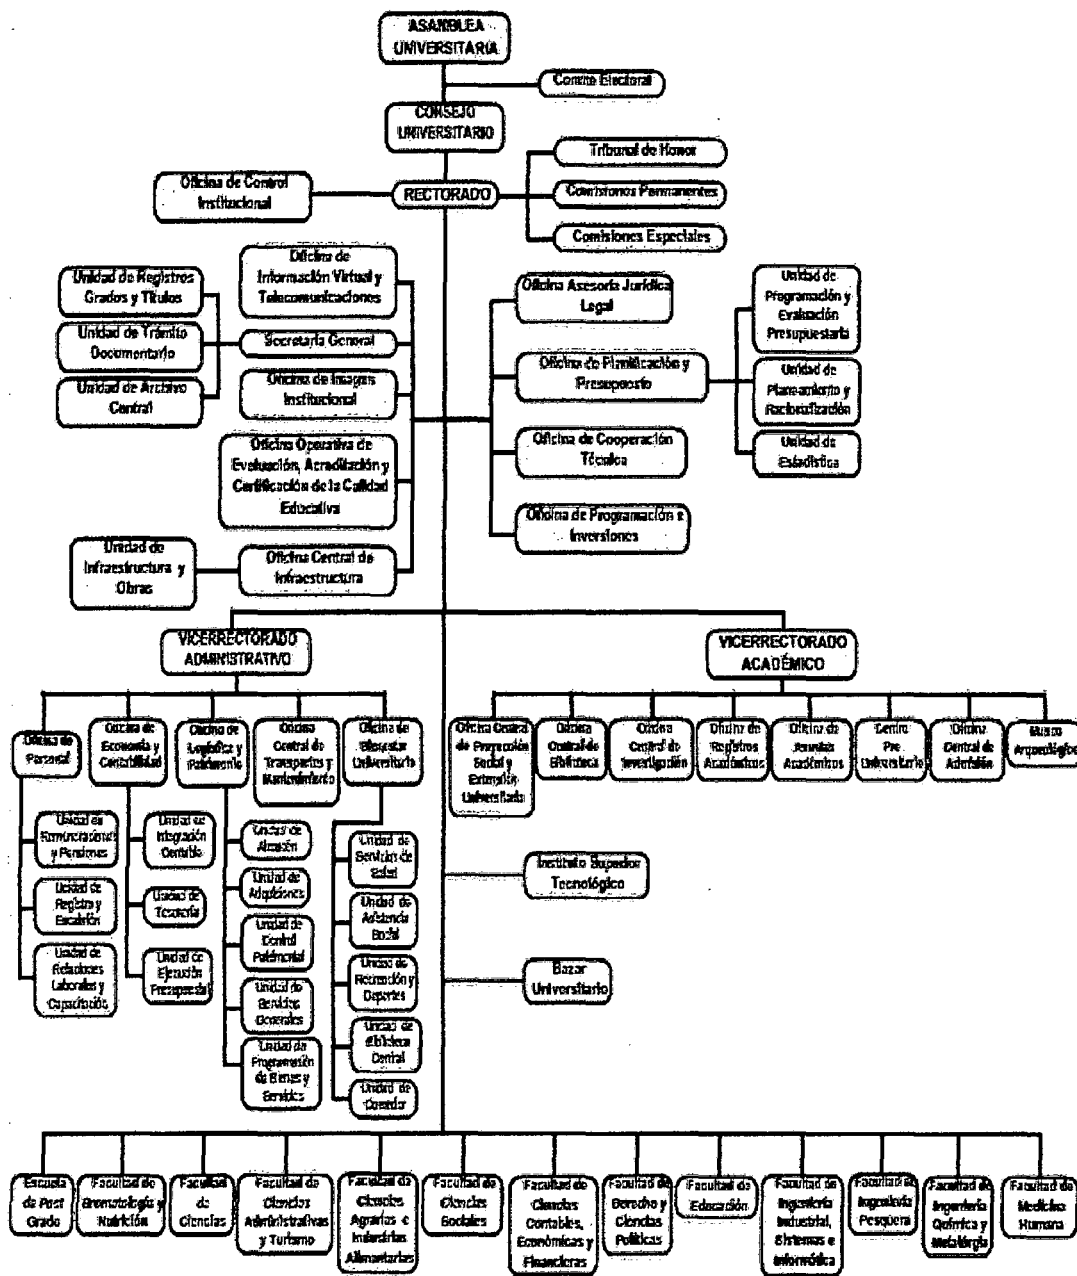 ASAMBLEA
UNIVERSITARIA
Comite Electoral
CONSEJO
UNIVERSITARIO
Tribunal de Honor
Oficina de Control
Institucional
RECTORADO
Comisiones Permanentes
Comisiones Especiales
Oficina de
Información Virtual y
Telecomunicaciones
Unidad de Registros
Grados y Títulos
Secretaría General
Unidad de Trámite
Documentario
Oficina de Imagen
Institucional
Unidad de Archivo
Central
Oficina Operativa de
Evaluación, Acreditación y
Certificación de la Calidad
Educativa
Unidad de
Infraestructura y
Obras
Oficina Central de
Infraestructura
Oficina Asesoría Jurídica
Legal
Oficina de Planificación y
Presupuesto
Oficina de Cooperación
Técnica
Oficina de Programación e
Inversiones
Unidad de
Programación y
Evaluación
Presupuestaria
Unidad de
Planeamiento y
Racionalización
Unidad de
Estadística
VICERRECTORADO
ADMINISTRATIVO
VICERRECTORADO
ACADÉMICO
Oficina de
Personal
Oficina de
Economía y
Contabilidad
Oficina de
Logística y
Patrimonio
Oficina
Central de
Transportes y
Mantenimiento
Oficina de
Bienestar
Universitario
Oficina Central
de Proyección
Social y
Extensión
Universitaria
Oficina
Central de
Biblioteca
Oficina
Central de
Investigación
Oficina de
Registros
Académicos
Oficina de
Asuntos
Académicos
Centro
Pre
Universitario
Oficina
Central de
Admisión
Museo
Arqueológico
Unidad de
Remuneraciones
y Pensiones
Unidad de
Registro y
Escalafón
Unidad de
Relaciones
Laborales y
Capacitación
Unidad de
Integración
Contable
Unidad de
Tesorería
Unidad de
Ejecución
Presupuestal
Unidad de
Almacén
Unidad de
Adquisiciones
Unidad de
Control
Patrimonial
Unidad de
Servicios
Generales
Unidad de
Programación
de Bienes y
Servicios
Unidad de
Servicios de
Salud
Unidad de
Asistencia
Social
Unidad de
Recreación y
Deportes
Unidad de
Biblioteca
Central
Unidad de
Comedor
Instituto Superior
Tecnológico
Bazar
Universitario
Escuela
de Post
Grado
Facultad de
Bromatología y
Nutrición
Facultad
de
Ciencias
Facultad de
Ciencias
Administrativas
y Turismo
Facultad de
Ciencias
Agrarias e
Industrias
Alimentarias
Facultad de
Ciencias
Sociales
Facultad de
Ciencias
Contables,
Económicas y
Financieras
Facultad de
Derecho y
Ciencias
Políticas
Facultad de
Educación
Facultad de
Ingeniería
Industrial,
Sistemas e
Informática
Facultad de
Ingeniería
Pesquera
Facultad de
Ingeniería
Química y
Metalúrgia
Facultad de
Medicina
Humana